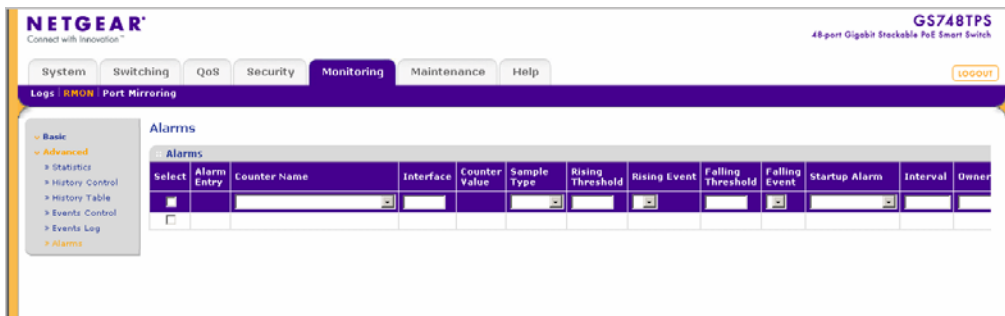 NETGEAR
Connect with Innovation™
GS748TPS
48-port Gigabit Stackable PoE Smart Switch
System Switching QoS Security Monitoring Maintenance Help
LOGOUT
Logs RMON Port Mirroring
Basic
Advanced
Statistics
History Control
History Table
Events Control
Events Log
Alarms
Alarms
Alarms
Select Alarm Entry Counter Name Interface Counter Value Sample Type Rising Threshold Rising Event Falling Threshold Falling Event Startup Alarm Interval Owner